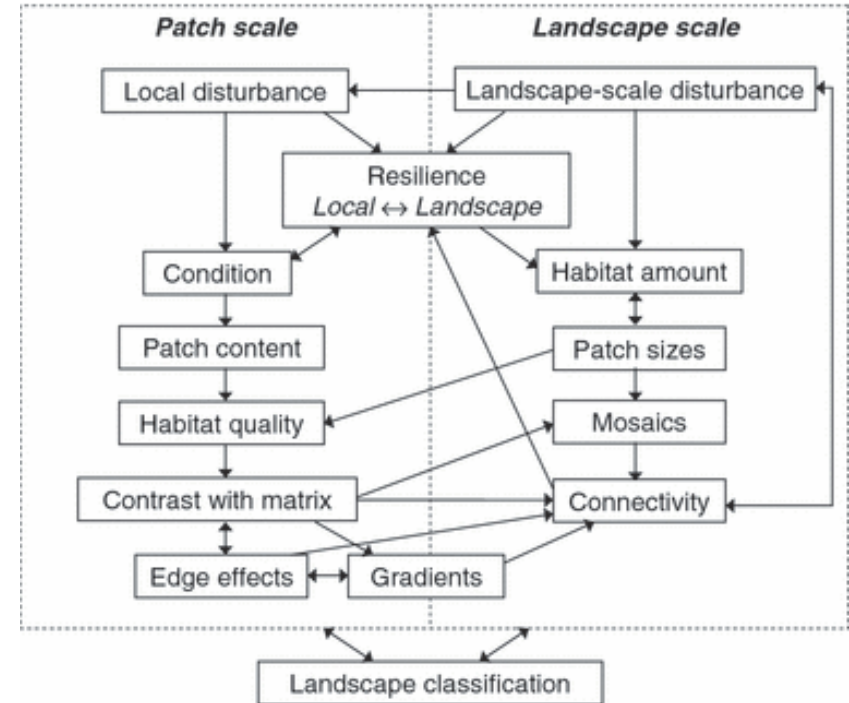 Patch scale
Landscape scale
Local disturbance
Landscape-scale disturbance
Resilience
Local ↔ Landscape
Condition
Habitat amount
Patch content
Patch sizes
Habitat quality
Mosaics
Contrast with matrix
Connectivity
Edge effects
Gradients
Landscape classification